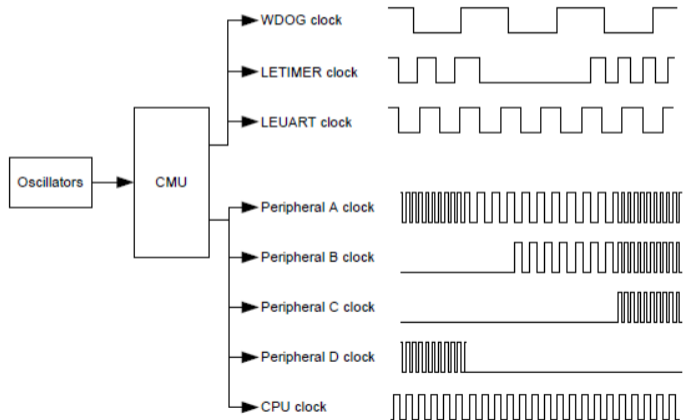 WDOG clock
LETIMER clock
LEUART clock
Oscillators
CMU
Peripheral A clock
Peripheral B clock
Peripheral C clock
Peripheral D clock
CPU clock